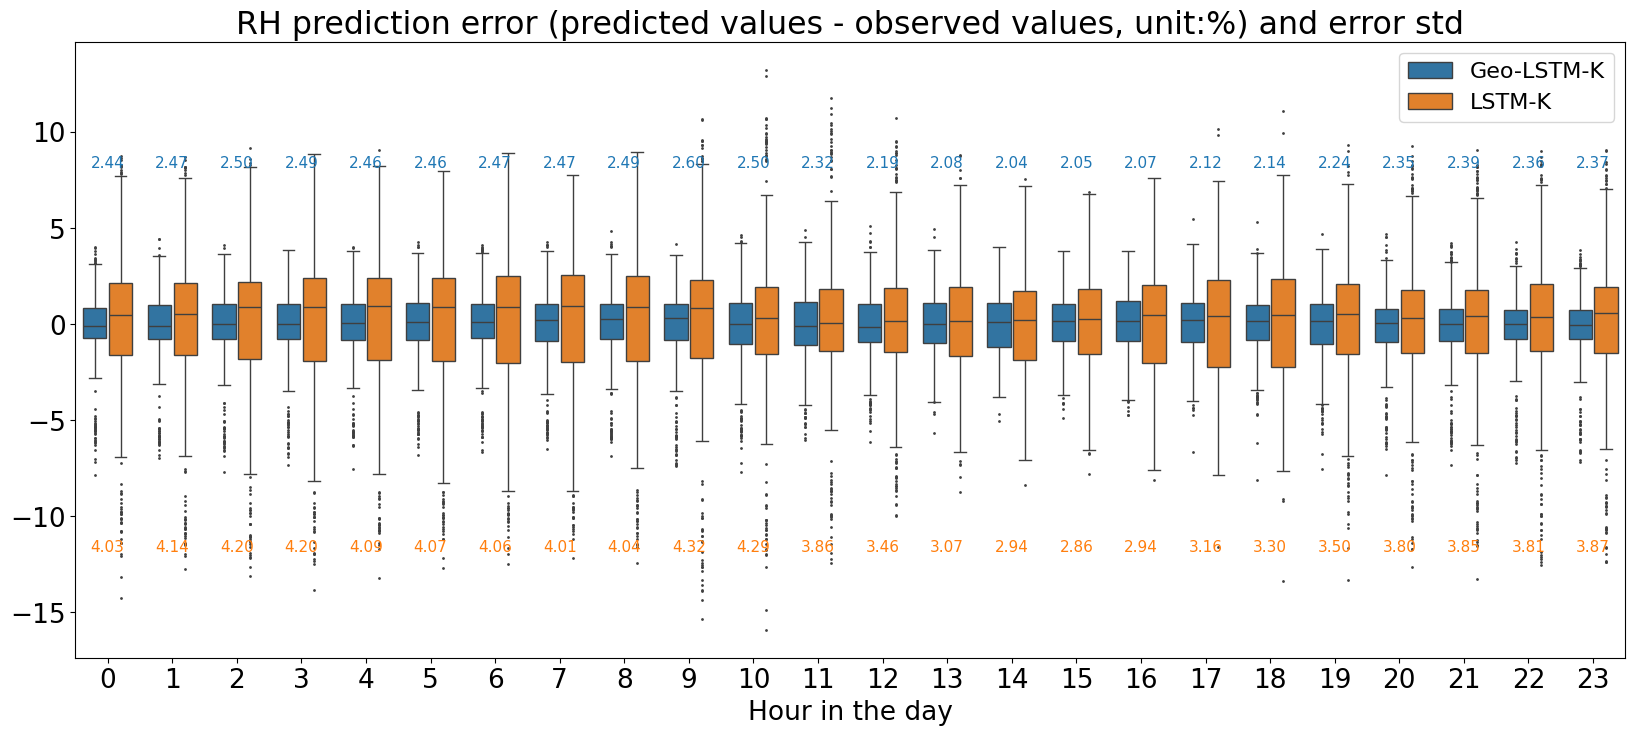 RH prediction error (predicted values - observed values, unit:%) and error std
Geo-LSTM-K
LSTM-K
10
5
0
−5
−10
−15
2.44 2.47 2.50 2.49 2.46 2.46 2.47 2.47 2.49 2.60 2.50 2.32 2.19 2.08 2.04 2.05 2.07 2.12 2.14 2.24 2.35 2.39 2.36 2.37
4.03 4.14 4.20 4.20 4.09 4.07 4.06 4.01 4.04 4.32 4.29 3.86 3.46 3.07 2.94 2.86 2.94 3.16 3.30 3.50 3.80 3.85 3.81 3.87
0 1 2 3 4 5 6 7 8 9 10 11 12 13 14 15 16 17 18 19 20 21 22 23
Hour in the day